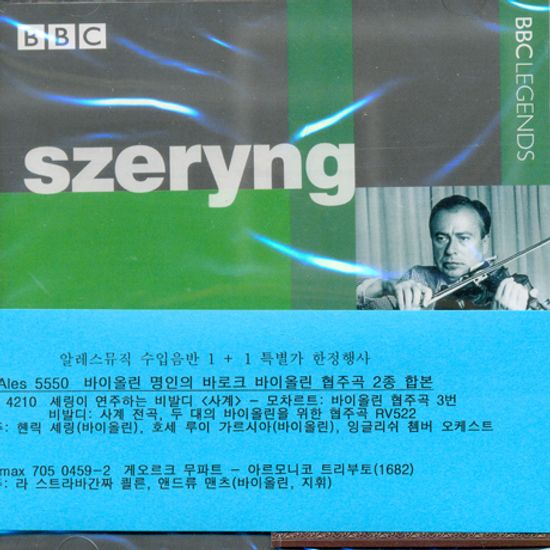 BBC
BBC LEGENDS
szeryng
알레스뮤직 수입음반 1 + 1 특별가 한정행사
Ales 5550 바이올린 명인의 바로크 바이올린 협주곡 2종 합본
4210 셰링이 연주하는 비발디 <사계> - 모차르트: 바이올린 협주곡 3번
비발디: 사계 전곡, 두 대의 바이올린을 위한 협주곡 RV522
주: 헨릭 셰링(바이올린), 호세 루이 가르시아(바이올린), 잉글리쉬 쳄버 오케스트
max 705 0459-2 게오르크 무파트 - 아르모니코 트리부토(1682)
주: 라 스트라바간짜 퀼른, 앤드류 맨츠(바이올린, 지휘)